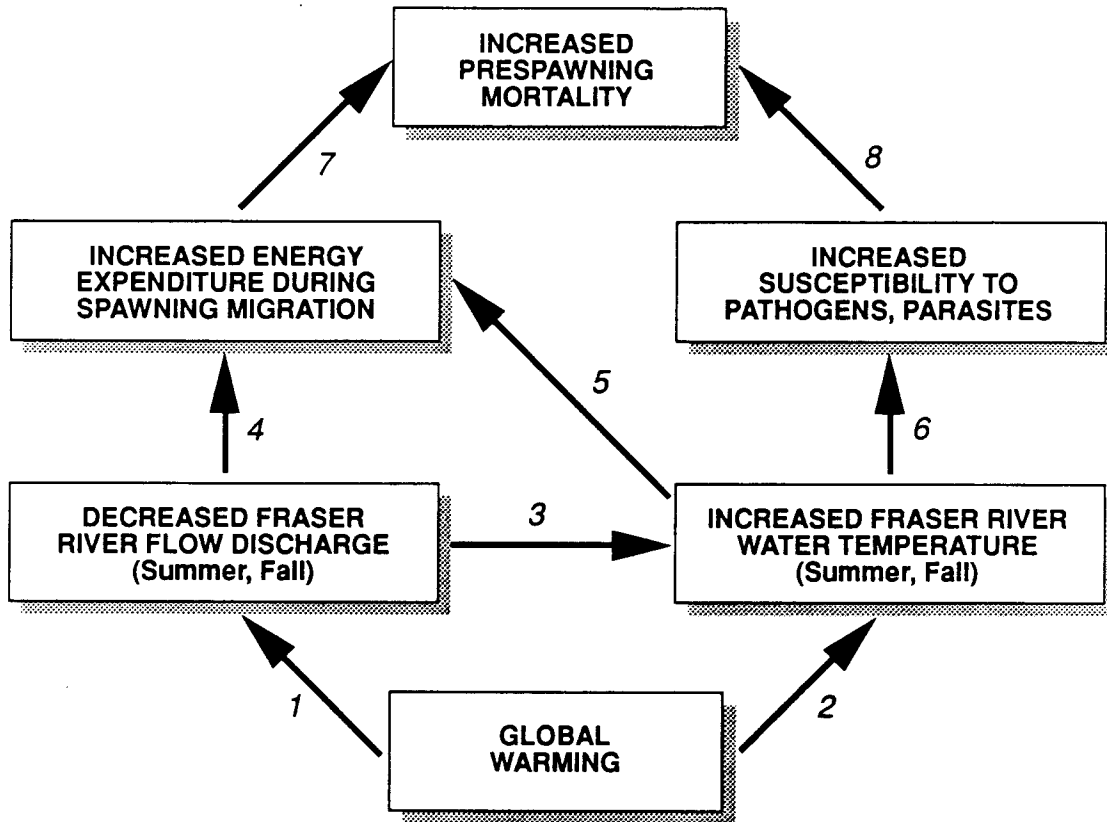 INCREASED
PRESPAWNING
MORTALITY
7
8
INCREASED ENERGY
EXPENDITURE DURING
SPAWNING MIGRATION
INCREASED
SUSCEPTIBILITY TO
PATHOGENS, PARASITES
5
4
6
DECREASED FRASER
RIVER FLOW DISCHARGE
(Summer, Fall)
3
INCREASED FRASER RIVER
WATER TEMPERATURE
(Summer, Fall)
1
2
GLOBAL
WARMING